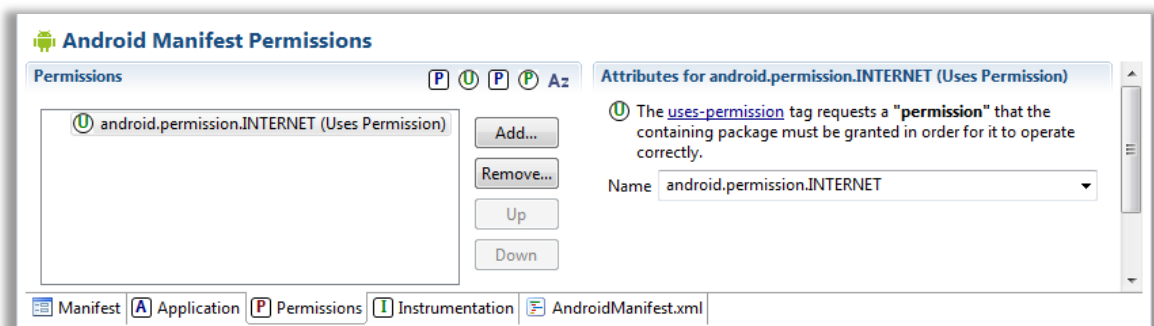 Android Manifest Permissions
Permissions
P U P P Az
Attributes for android.permission.INTERNET (Uses Permission)
U android.permission.INTERNET (Uses Permission)
Add...
Remove...
Up
Down
U The uses-permission tag requests a "permission" that the
containing package must be granted in order for it to operate
correctly.
Name android.permission.INTERNET
Manifest A Application P Permissions I Instrumentation AndroidManifest.xml